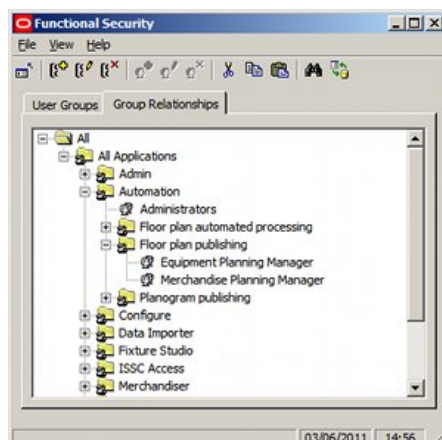 Functional Security
File View Help
User Groups Group Relationships
All
All Applications
Admin
Automation
Administrators
Floor plan automated processing
Floor plan publishing
Equipment Planning Manager
Merchandise Planning Manager
Planogram publishing
Configure
Data Importer
Fixture Studio
ISSC Access
Merchandiser
03/06/2011 14:56